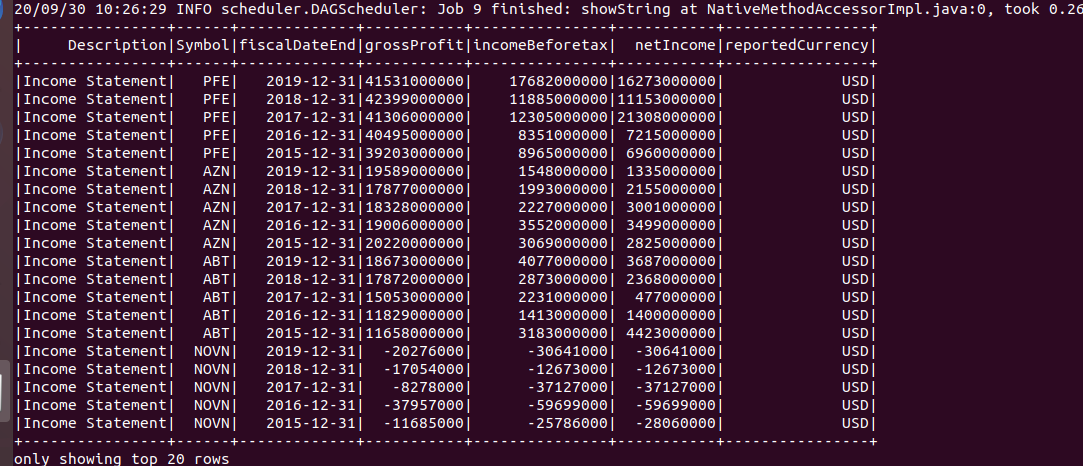 20/09/30 10:26:29 INFO scheduler.DAGScheduler: Job 9 finished: showString at NativeMethodAccessorImpl.java:0, took 0.26
+----------------+------+----------------+-----------+---------------+-----------+----------------+
|     Description|Symbol|fiscalDateEnd|grossProfit|incomeBeforetax|  netIncome|reportedCurrency|
+----------------+------+----------------+-----------+---------------+-----------+----------------+
|Income Statement|   PFE|   2019-12-31|41531000000|    17682000000|16273000000|             USD|
|Income Statement|   PFE|   2018-12-31|42399000000|    11885000000|11153000000|             USD|
|Income Statement|   PFE|   2017-12-31|41306000000|    12305000000|21308000000|             USD|
|Income Statement|   PFE|   2016-12-31|40495000000|     8351000000| 7215000000|             USD|
|Income Statement|   PFE|   2015-12-31|39203000000|     8965000000| 6960000000|             USD|
|Income Statement|   AZN|   2019-12-31|19589000000|     1548000000| 1335000000|             USD|
|Income Statement|   AZN|   2018-12-31|17877000000|     1993000000| 2155000000|             USD|
|Income Statement|   AZN|   2017-12-31|18328000000|     2227000000| 3001000000|             USD|
|Income Statement|   AZN|   2016-12-31|19006000000|     3552000000| 3499000000|             USD|
|Income Statement|   AZN|   2015-12-31|20220000000|     3069000000| 2825000000|             USD|
|Income Statement|   ABT|   2019-12-31|18673000000|     4077000000| 3687000000|             USD|
|Income Statement|   ABT|   2018-12-31|17872000000|     2873000000| 2368000000|             USD|
|Income Statement|   ABT|   2017-12-31|15053000000|     2231000000|  477000000|             USD|
|Income Statement|   ABT|   2016-12-31|11829000000|     1413000000| 1400000000|             USD|
|Income Statement|   ABT|   2015-12-31|11658000000|     3183000000| 4423000000|             USD|
|Income Statement|  NOVN|   2019-12-31|  -20276000|      -30641000|  -30641000|             USD|
|Income Statement|  NOVN|   2018-12-31|  -17054000|      -12673000|  -12673000|             USD|
|Income Statement|  NOVN|   2017-12-31|   -8278000|      -37127000|  -37127000|             USD|
|Income Statement|  NOVN|   2016-12-31|  -37957000|      -59699000|  -59699000|             USD|
|Income Statement|  NOVN|   2015-12-31|  -11685000|      -25786000|  -28060000|             USD|
+----------------+------+----------------+-----------+---------------+-----------+----------------+
only showing top 20 rows